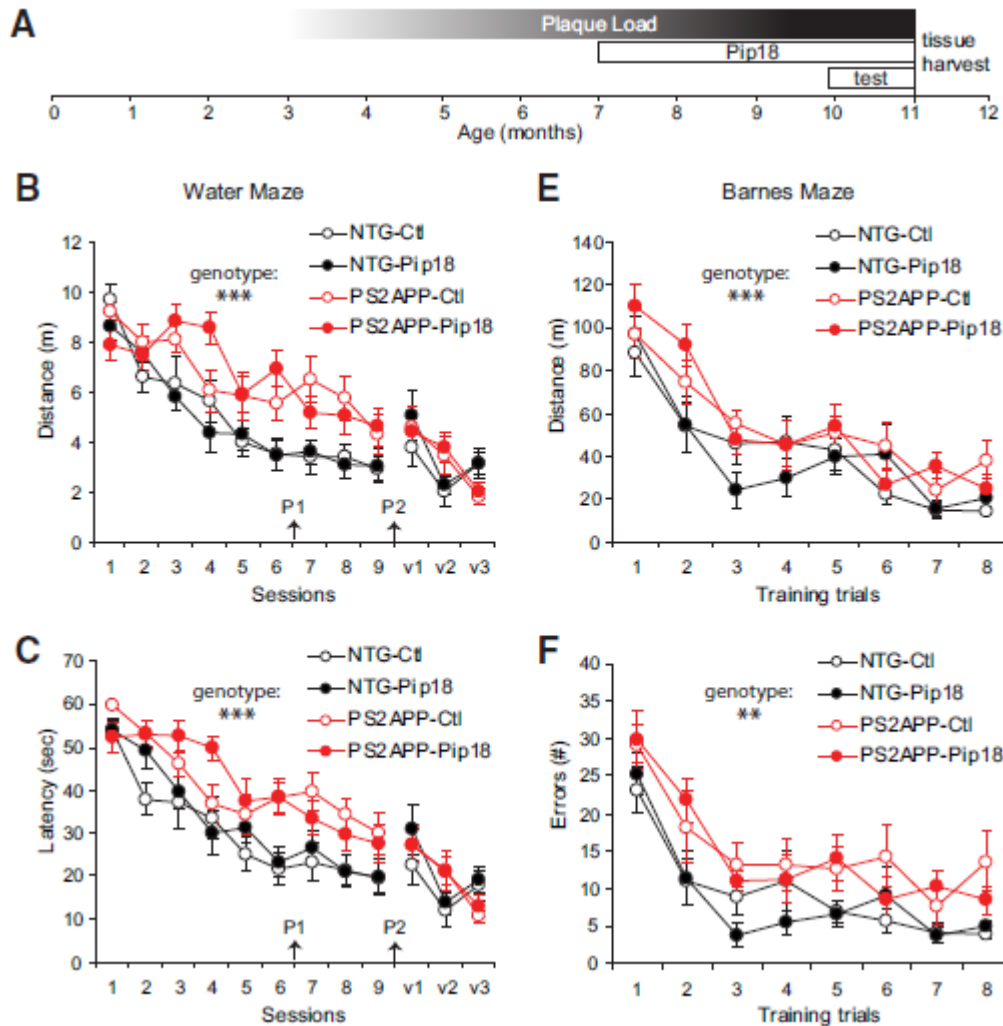 A
Plaque Load
Pip18
test
tissue
harvest
0 1 2 3 4 5 6 7 8 9 10 11 12
Age (months)
B
Water Maze
NTG-Ctl
NTG-Pip18
PS2APP-Ctl
PS2APP-Pip18
genotype:
***
12
10
8
6
4
2
0
Distance (m)
P1
P2
1 2 3 4 5 6 7 8 9 v1 v2 v3
Sessions
E
Barnes Maze
NTG-Ctl
NTG-Pip18
PS2APP-Ctl
PS2APP-Pip18
genotype:
***
140
120
100
80
60
40
20
0
Distance (m)
1 2 3 4 5 6 7 8
Training trials
C
NTG-Ctl
NTG-Pip18
PS2APP-Ctl
PS2APP-Pip18
genotype:
***
70
60
50
40
30
20
10
0
Latency (sec)
P1
P2
1 2 3 4 5 6 7 8 9 v1 v2 v3
Sessions
F
NTG-Ctl
NTG-Pip18
PS2APP-Ctl
PS2APP-Pip18
genotype:
**
40
35
30
25
20
15
10
5
0
Errors (#)
1 2 3 4 5 6 7 8
Training trials